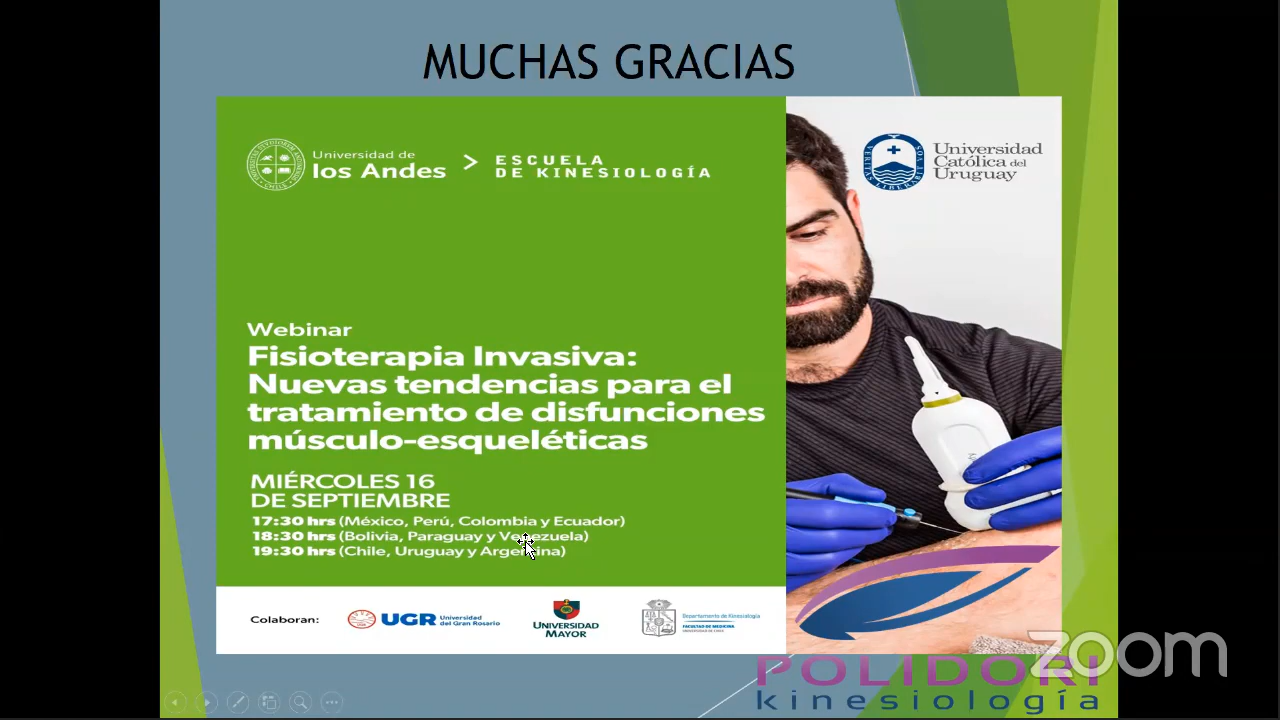 MUCHAS GRACIAS
Universidad de
los Andes
>
ESCUELA
DE KINESIOLOGÍA
Universidad
Católica del
Uruguay
Webinar
Fisioterapia Invasiva:
Nuevas tendencias para el
tratamiento de disfunciones
músculo-esqueléticas
MIÉRCOLES 16
DE SEPTIEMBRE
17:30 hrs (México, Perú, Colombia y Ecuador)
18:30 hrs (Bolivia, Paraguay y Venezuela)
19:30 hrs (Chile, Uruguay y Argentina)
Colaboran:
UGR
Universidad
del Gran Rosario
UNIVERSIDAD
MAYOR
Departamento de Kinesiología
FACULTAD DE MEDICINA
UNIVERSIDAD DE CHILE
zoom
POLIDORI
kinesiología